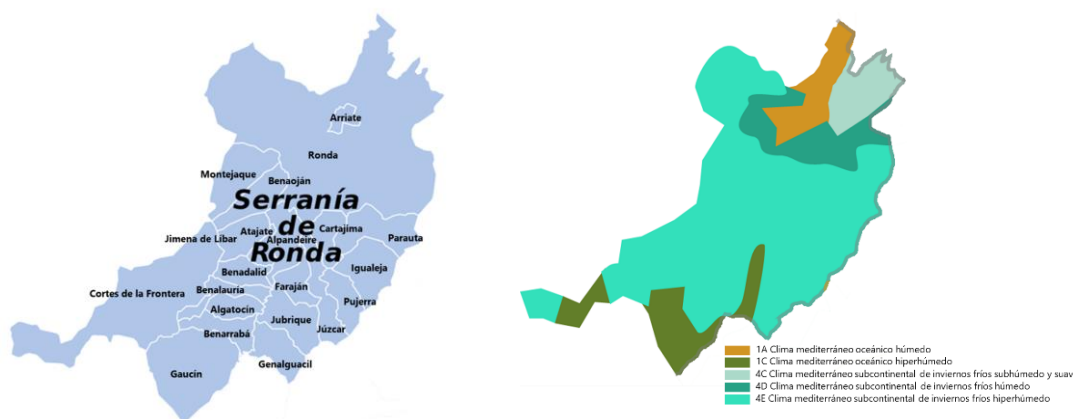 Arriate
Ronda
Montejaque
Benaoján
Serranía
de
Ronda
Atajate
Alpandeire
Cartajima
Parauta
Jimena de Líbar
Igualeja
Benadalid
Faraján
Cortes de la Frontera
Benalauría
Pujerra
Algatocín
Jubrique
Júzcar
Benarrabá
Genalguacil
Gaucín
1A Clima mediterráneo oceánico húmedo
1C Clima mediterráneo oceánico hiperhúmedo
4C Clima mediterráneo subcontinental de inviernos fríos subhúmedo y suav
4D Clima mediterráneo subcontinental de inviernos fríos húmedo
4E Clima mediterráneo subcontinental de inviernos fríos hiperhúmedo